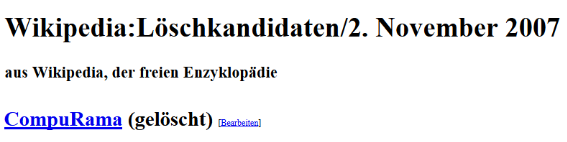 Wikipedia:Löschkandidaten/2. November 2007
aus Wikipedia, der freien Enzyklopädie
CompuRama (gelöscht) [Bearbeiten]